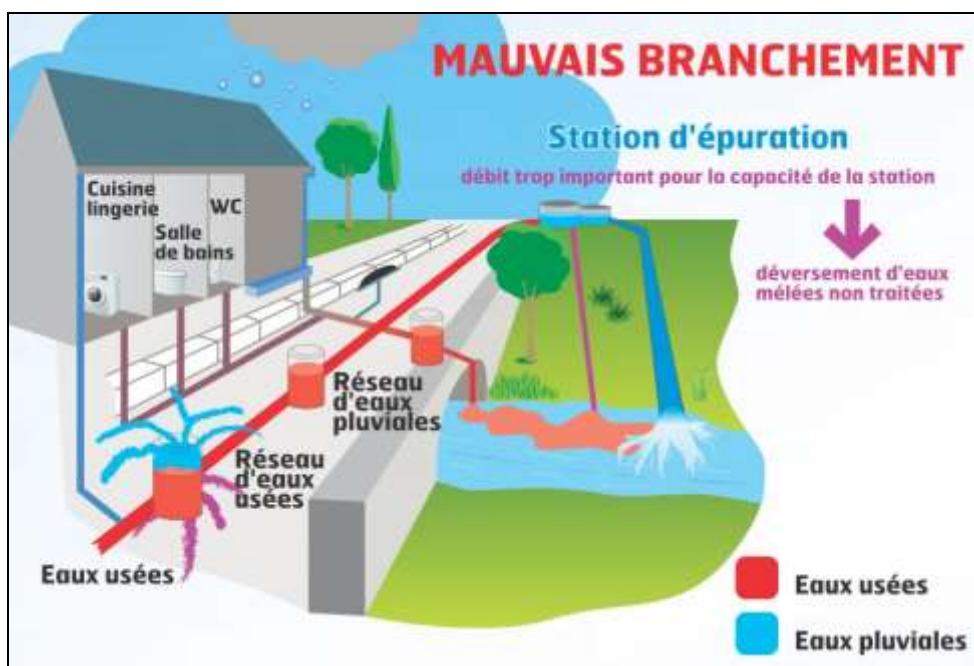 MAUVAIS BRANCHEMENT
Station d'épuration
débit trop important pour la capacité de la station
déversement d'eaux
mélées non traitées
Cuisine
lingerie
WC
Salle
de bains
Réseau
d'eaux
pluviales
Réseau
d'eaux
usées
Eaux usées
Eaux usées
Eaux pluviales